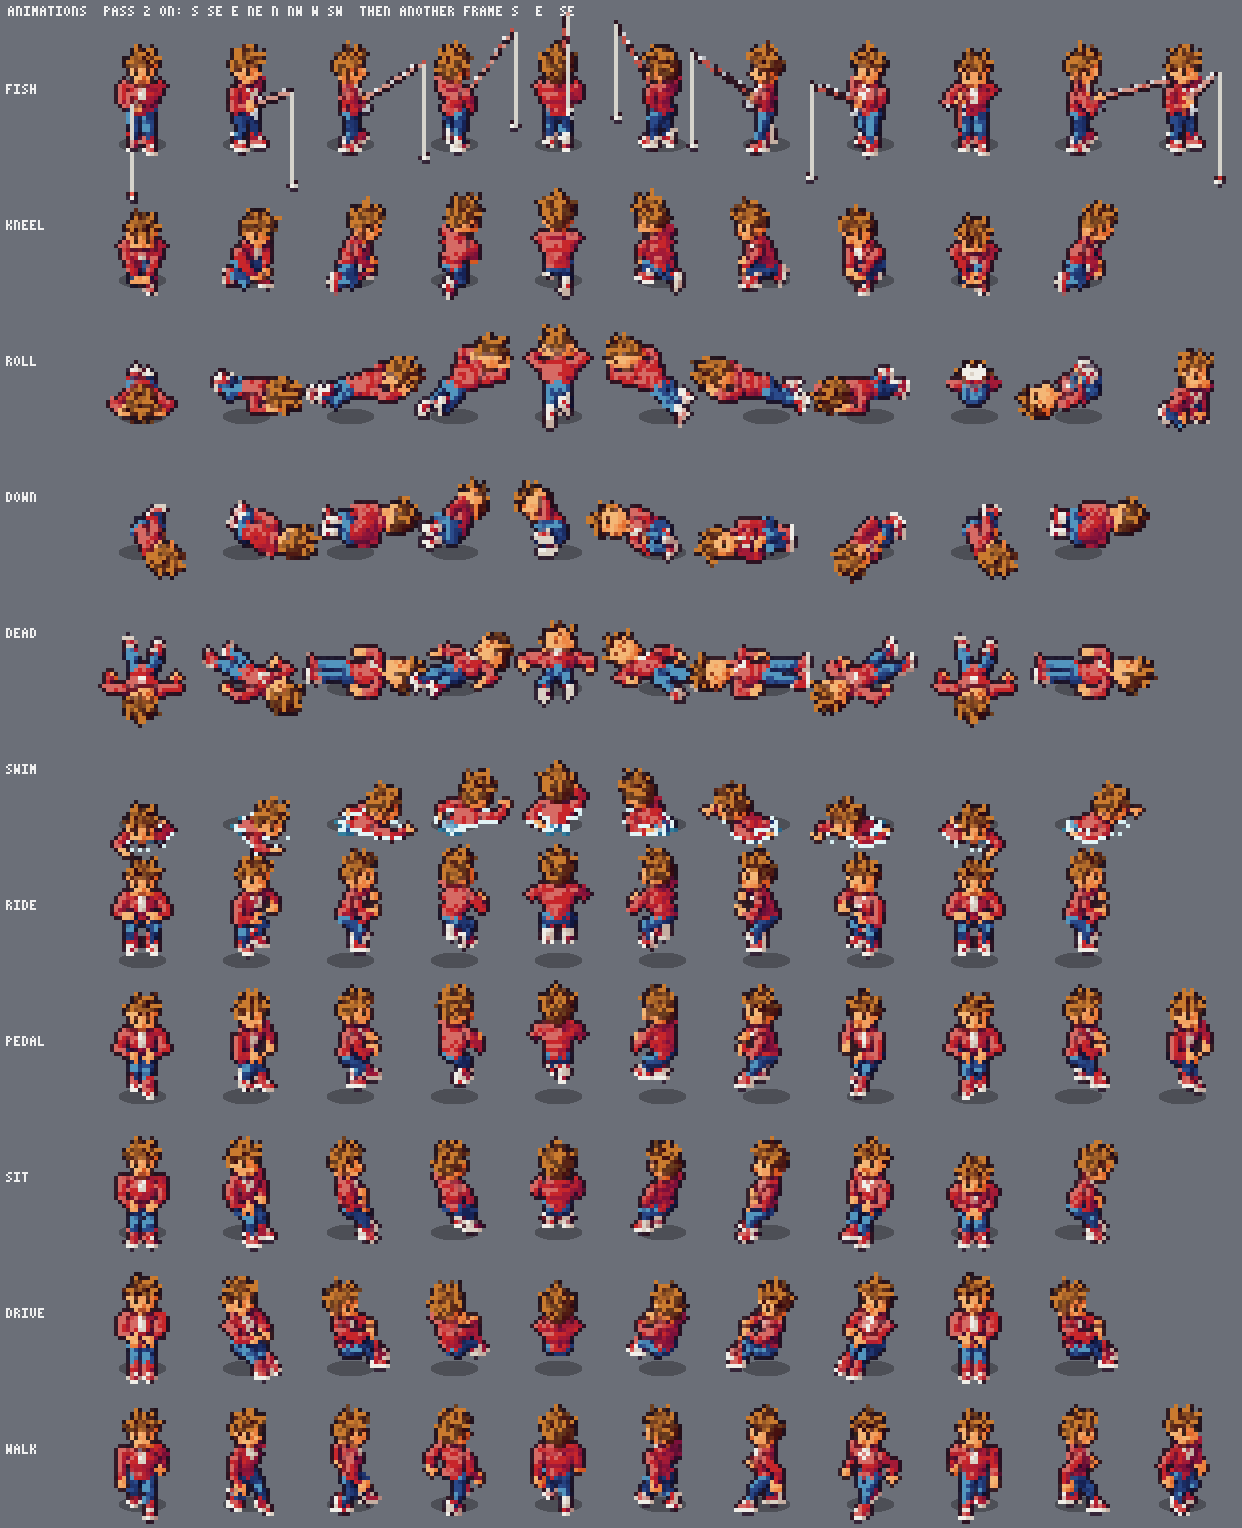 ANIMATIONS  PASS 2 ON: S SE E NE N NW W SW  THEN ANOTHER FRAME S  E  SE
FISH
KNEEL
ROLL
DOWN
DEAD
SWIM
RIDE
PEDAL
SIT
DRIVE
WALK